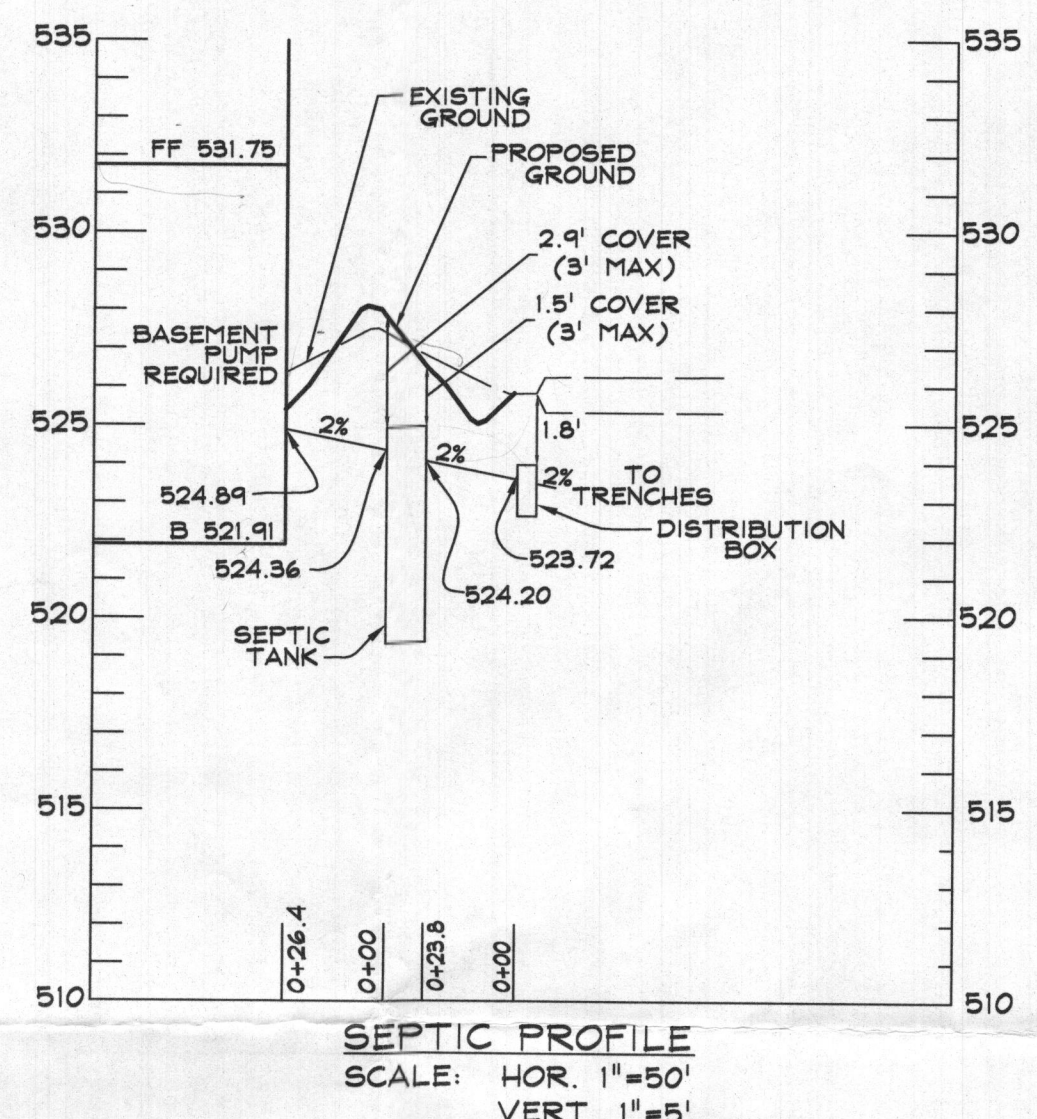 535
535
EXISTING
GROUND
FF 531.75
PROPOSED
GROUND
530
530
2.9' COVER
(3' MAX)
1.5' COVER
(3' MAX)
BASEMENT
PUMP
REQUIRED
525
525
2%
1.8'
2%
2%
TO
TRENCHES
524.89
B 521.91
DISTRIBUTION
BOX
524.36
523.72
524.20
520
520
SEPTIC
TANK
515
515
0+26.4
0+00
0+23.8
0+00
510
510
SEPTIC PROFILE
SCALE: HOR. 1"=50'
VERT. 1"=5'